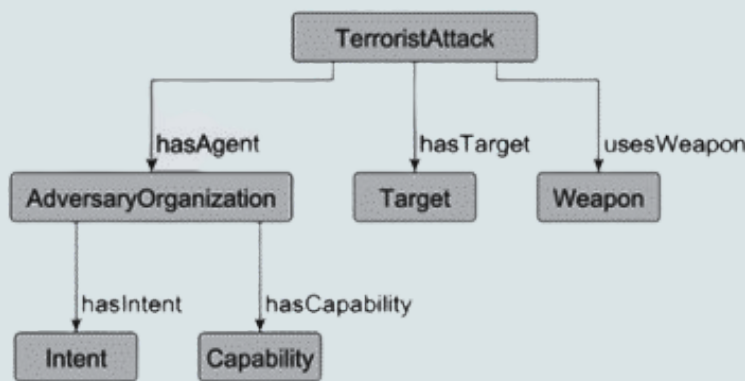 TerroristAttack
hasAgent
hasTarget
usesWeapon
AdversaryOrganization
Target
Weapon
hasIntent
hasCapability
Intent
Capability